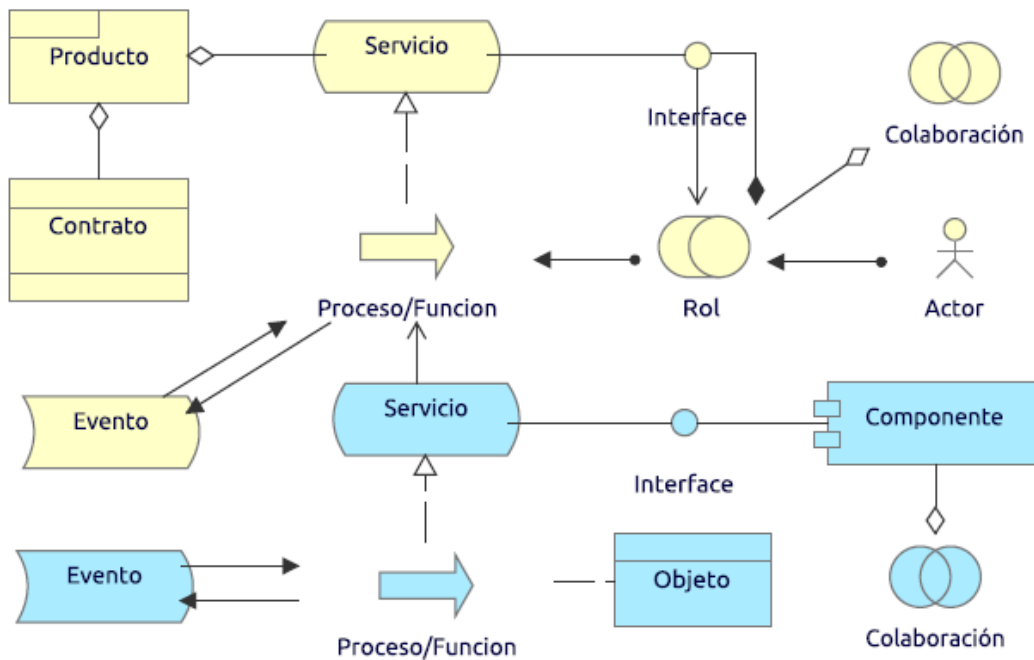 Producto
Servicio
Interface
Colaboración
Contrato
Proceso/Funcion
Rol
Actor
Evento
Servicio
Componente
Interface
Evento
Objeto
Proceso/Funcion
Colaboración